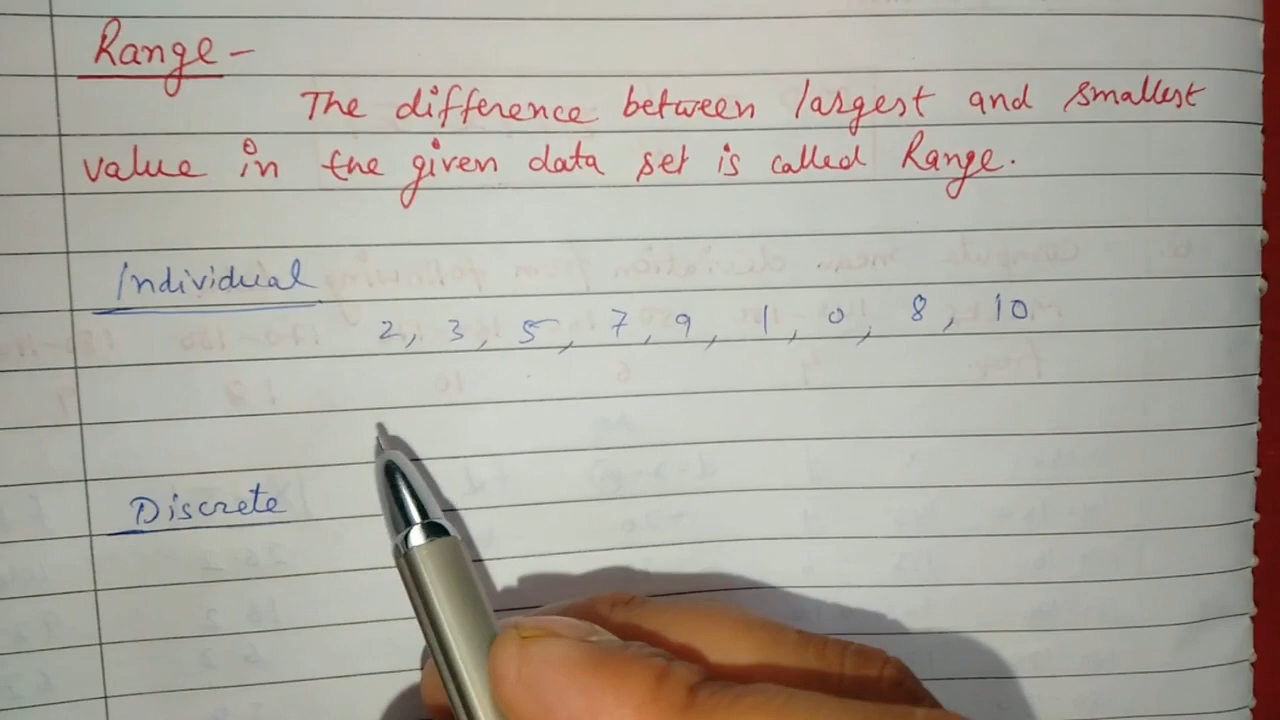 Range -
The difference between largest and smallest
value in the given data set is called Range.
Individual
2, 3, 5, 7, 9, 1, 0, 8, 10
Discrete